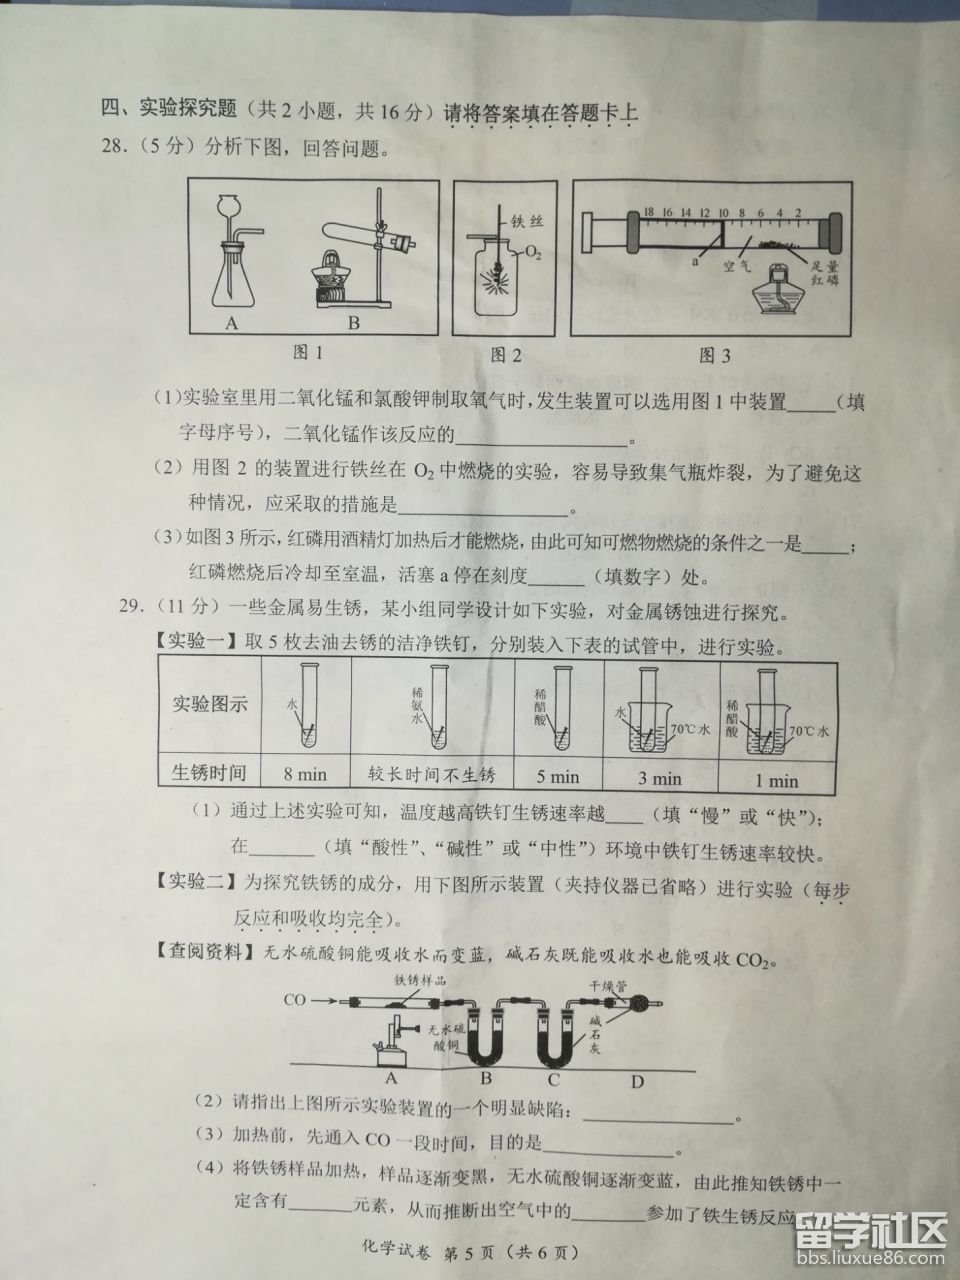 四、实验探究题（共2小题，共16分）请将答案填在答题卡上
28.（5分）分析下图，回答问题。
A
B
铁丝
O₂
18 16 14 12 10 8 6 4 2
a
空气
足量
红磷
图1
图2
图3
（1）实验室里用二氧化锰和氯酸钾制取氧气时，发生装置可以选用图1中装置_____（填
字母序号），二氧化锰作该反应的_________________。
（2）用图2的装置进行铁丝在O₂中燃烧的实验，容易导致集气瓶炸裂，为了避免这
种情况，应采取的措施是_________________。
（3）如图3所示，红磷用酒精灯加热后才能燃烧，由此可知可燃物燃烧的条件之一是_____；
红磷燃烧后冷却至室温，活塞a停在刻度______（填数字）处。
29.（11分）一些金属易生锈，某小组同学设计如下实验，对金属锈蚀进行探究。
【实验一】取5枚去油去锈的洁净铁钉，分别装入下表的试管中，进行实验。
实验图示
水
稀氨水
稀醋酸
水
70℃水
稀醋酸
70℃水
生锈时间 8 min 较长时间不生锈 5 min 3 min 1 min
（1）通过上述实验可知，温度越高铁钉生锈速率越____（填“慢”或“快”）；
在_______（填“酸性”、“碱性”或“中性”）环境中铁钉生锈速率较快。
【实验二】为探究铁锈的成分，用下图所示装置（夹持仪器已省略）进行实验（每步
反应和吸收均完全）。
【查阅资料】无水硫酸铜能吸收水而变蓝，碱石灰既能吸收水也能吸收CO₂。
铁锈样品
干燥管
CO
无水硫
酸铜
碱石灰
A
B
C
D
（2）请指出上图所示实验装置的一个明显缺陷：_______________。
（3）加热前，先通入CO一段时间，目的是_____________。
（4）将铁锈样品加热，样品逐渐变黑，无水硫酸铜逐渐变蓝，由此推知铁锈中一
定含有_______元素，从而推断出空气中的________参加了铁生锈反应
化学试卷 第5页（共6页）
留学社区
bbs.liuxue86.com